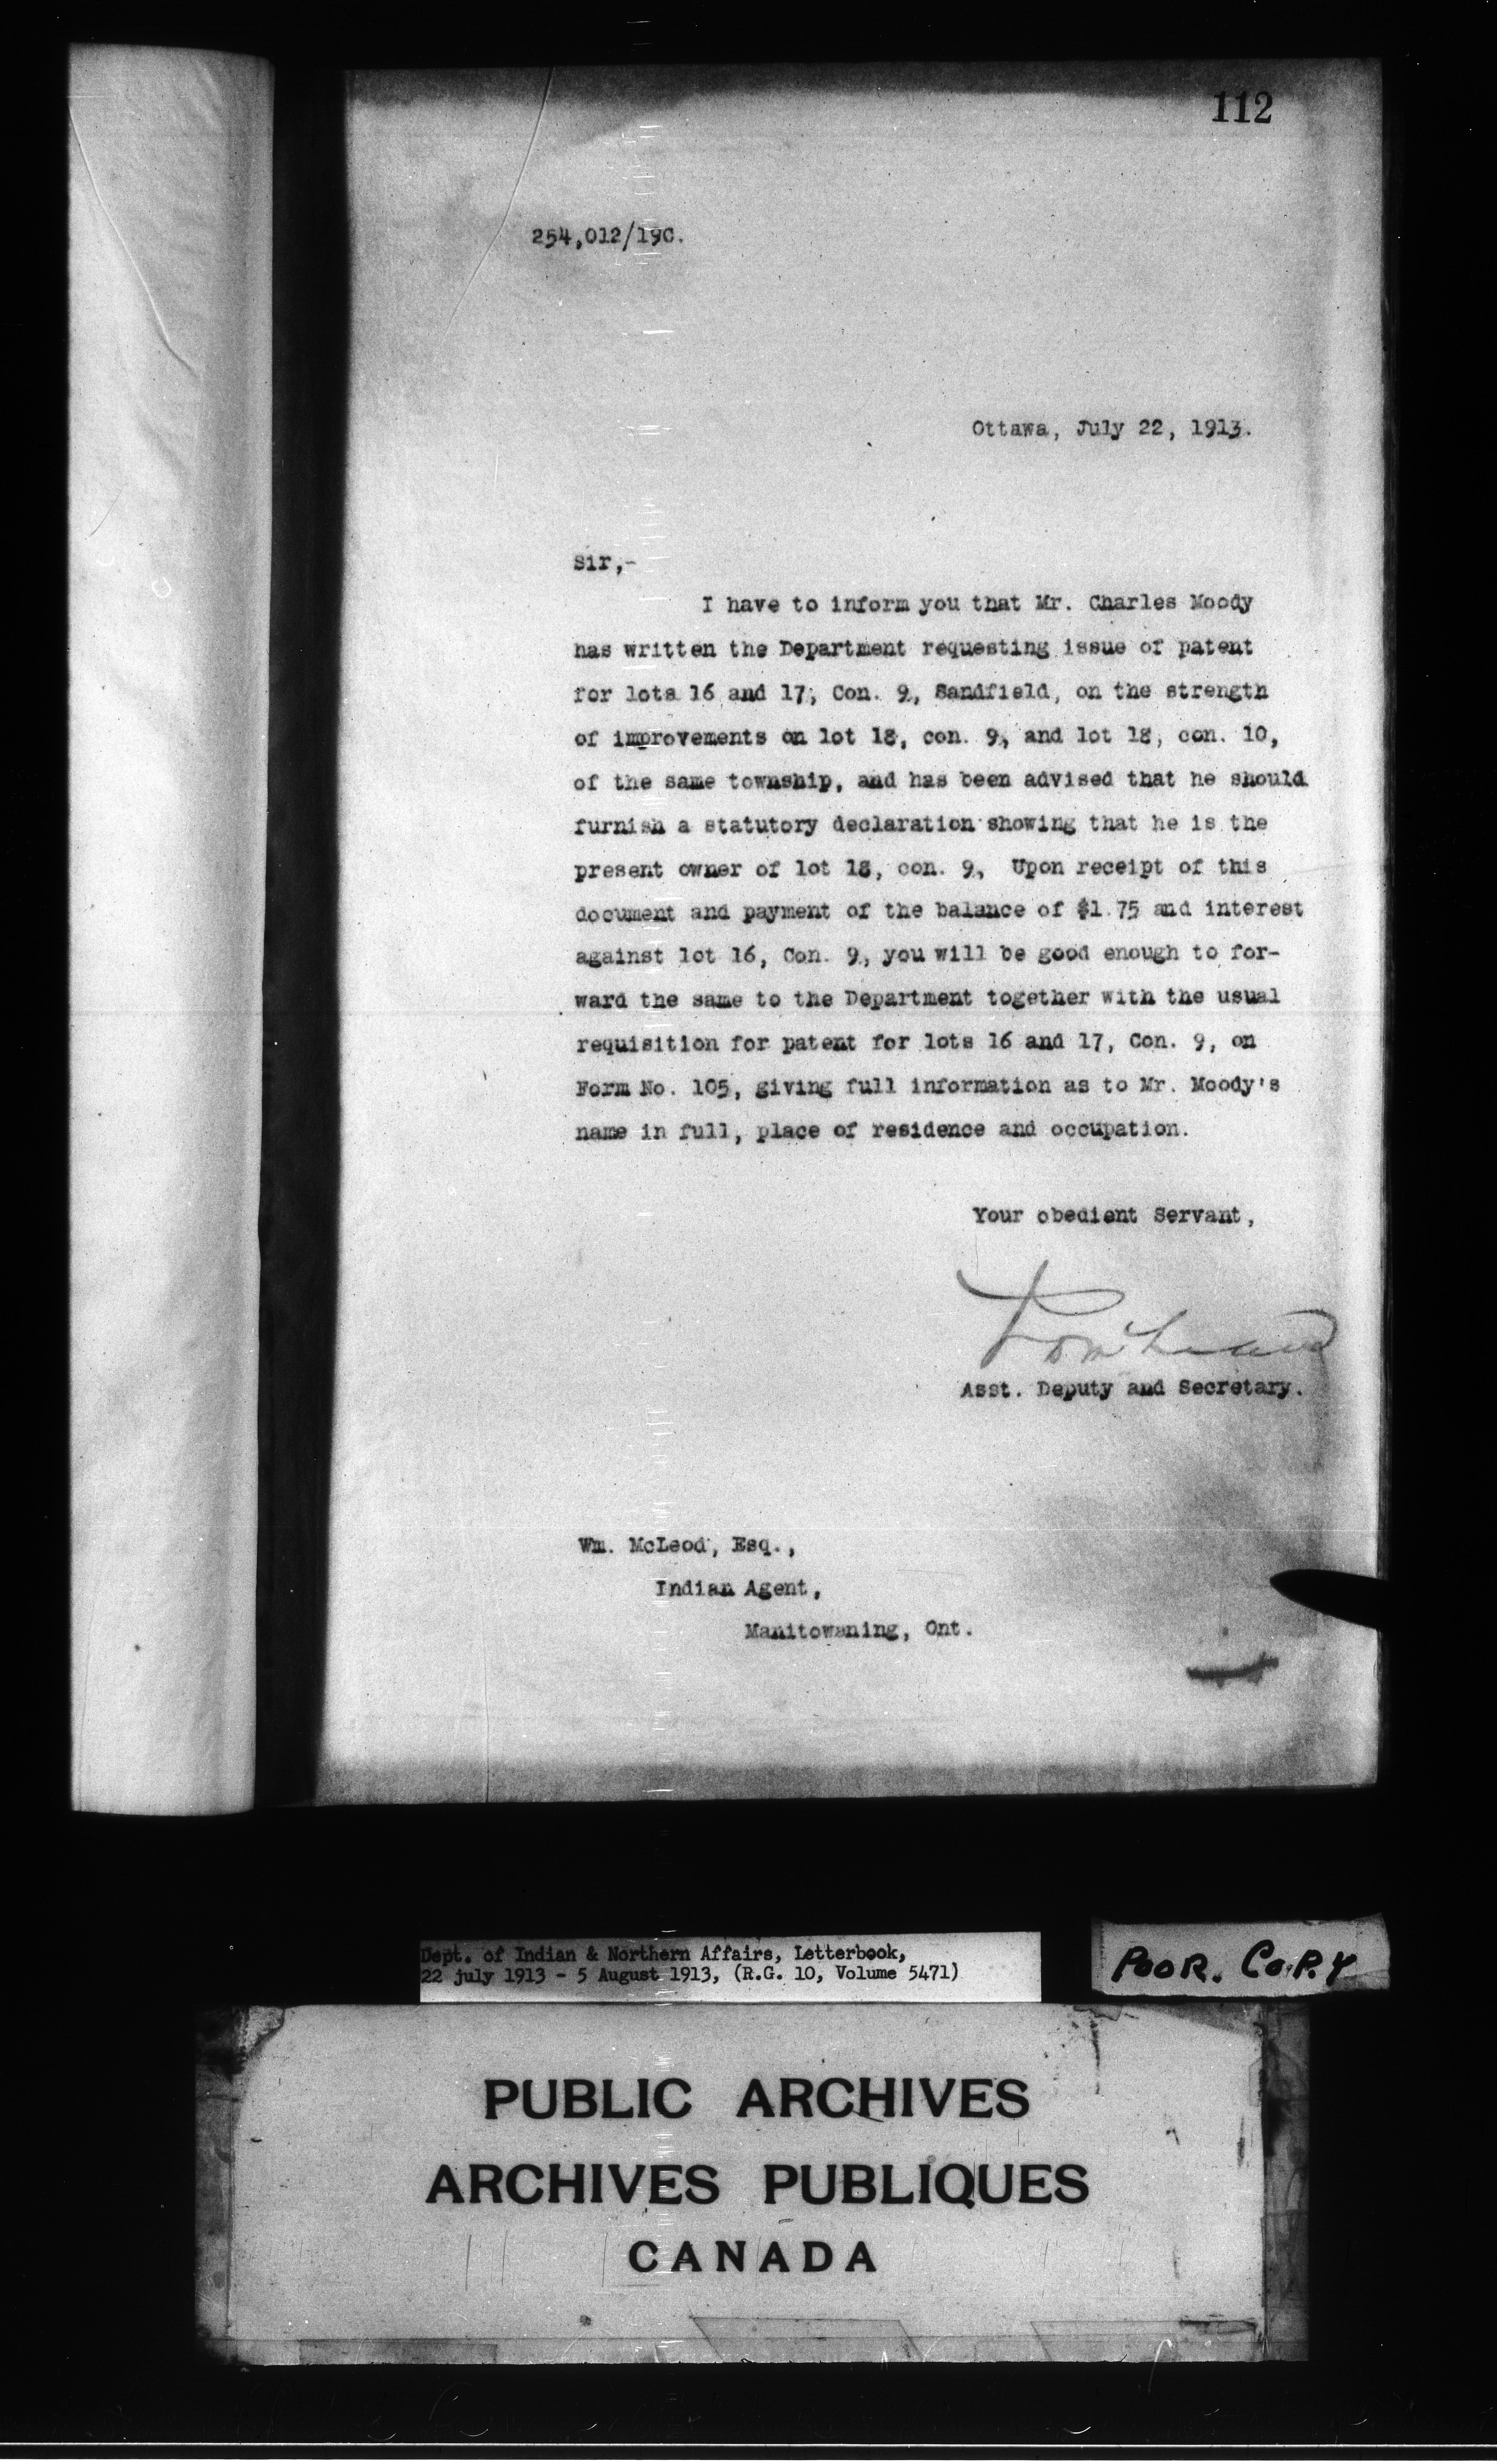 112
254,012/19C.
Ottawa, July 22, 1913.
Sir,-
I have to inform you that Mr. Charles Moody
has written the Department requesting issue of patent
for lots 16 and 17, Con. 9, Sandfield, on the strength
of improvements on lot 18, con. 9, and lot 18, con. 10,
of the same township, and has been advised that he should
furnish a statutory declaration showing that he is the
present owner of lot 18, con. 9, Upon receipt of this
document and payment of the balance of $1.75 and interest
against lot 16, Con. 9, you will be good enough to for-
ward the same to the Department together with the usual
requisition for patent for lots 16 and 17, Con. 9, on
Form No. 105, giving full information as to Mr. Moody's
name in full, place of residence and occupation.
Your obedient Servant,
Asst. Deputy and Secretary.
Wm. McLeod, Esq.,
Indian Agent,
Manitowaning, Ont.
Dept. of Indian & Northern Affairs, Letterbook,
22 july 1913 - 5 August 1913, (R.G. 10, Volume 5471)
POOR. COPY
PUBLIC ARCHIVES
ARCHIVES PUBLIQUES
CANADA